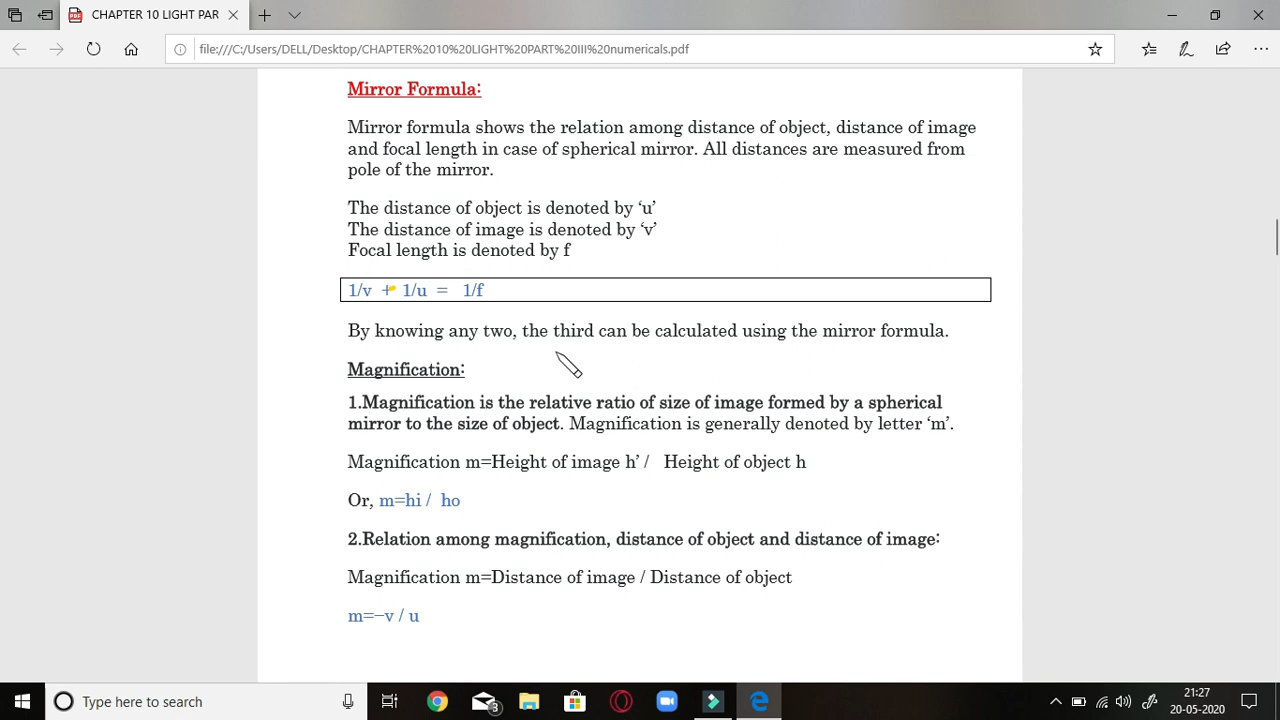 CHAPTER 10 LIGHT PAR
file:///C:/Users/DELL/Desktop/CHAPTER%2010%20LIGHT%20PART%20III%20numericals.pdf
Mirror Formula:
Mirror formula shows the relation among distance of object, distance of image
and focal length in case of spherical mirror. All distances are measured from
pole of the mirror.
The distance of object is denoted by ‘u’
The distance of image is denoted by ‘v’
Focal length is denoted by f
1/v + 1/u = 1/f
By knowing any two, the third can be calculated using the mirror formula.
Magnification:
1.Magnification is the relative ratio of size of image formed by a spherical
mirror to the size of object. Magnification is generally denoted by letter ‘m’.
Magnification m=Height of image h’ / Height of object h
Or, m=hi / ho
2.Relation among magnification, distance of object and distance of image:
Magnification m=Distance of image / Distance of object
m=−v / u
Type here to search
3
21:27
20-05-2020